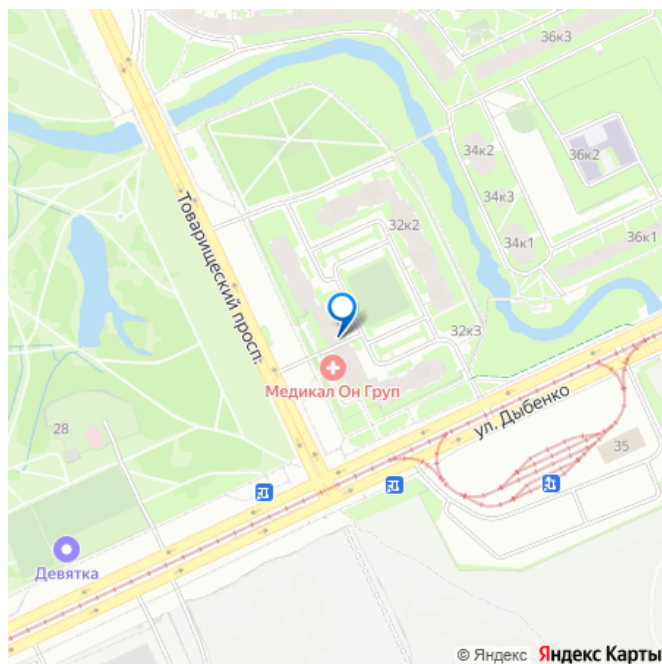 36к3
34к2
36к2
34к3
Товарищеский просп.
32к2
34к1
36к1
32к3
Медикал Он Груп
ул. Дыбенко
28
35
Девятка
© Яндекс Яндекс Карты